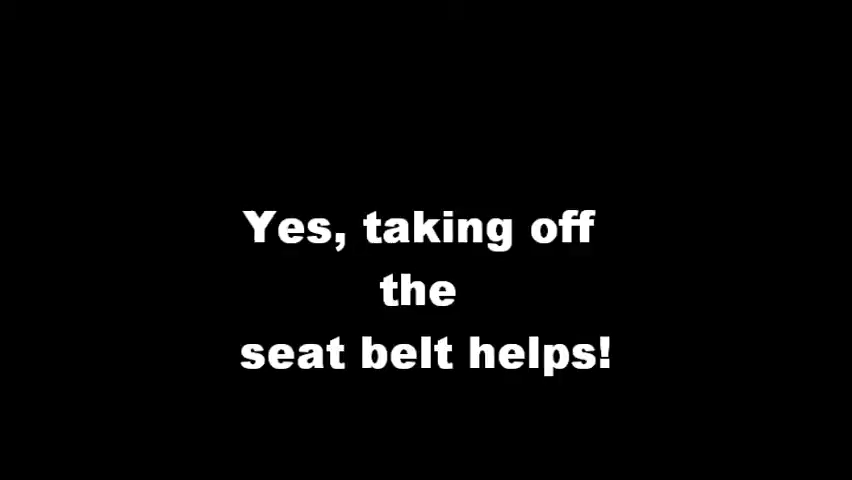 Yes, taking off
the
seat belt helps!